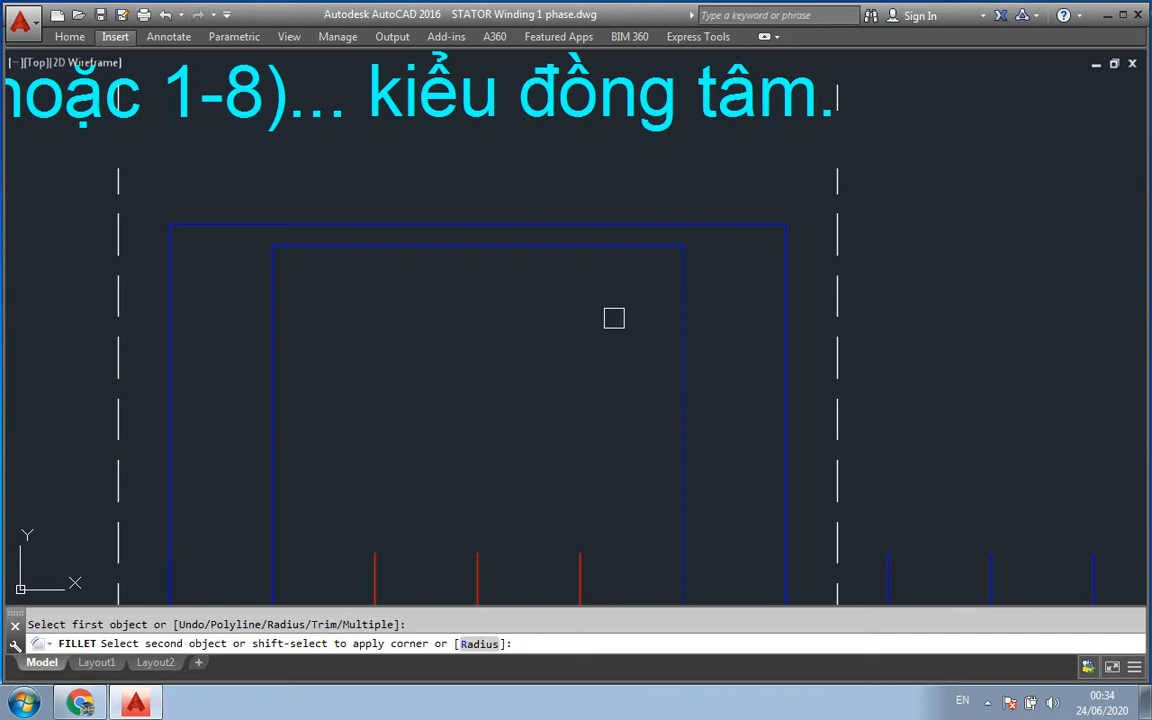 Autodesk AutoCAD 2016 STATOR Winding 1 phase.dwg
Type a keyword or phrase
Sign In
Home Insert Annotate Parametric View Manage Output Add-ins A360 Featured Apps BIM 360 Express Tools
[−][Top][2D Wireframe]
hoặc 1-8)... kiểu đồng tâm.
Y
X
Select first object or [Undo/Polyline/Radius/Trim/Multiple]:
FILLET Select second object or shift-select to apply corner or [Radius]:
Model Layout1 Layout2 +
EN
00:34
24/06/2020